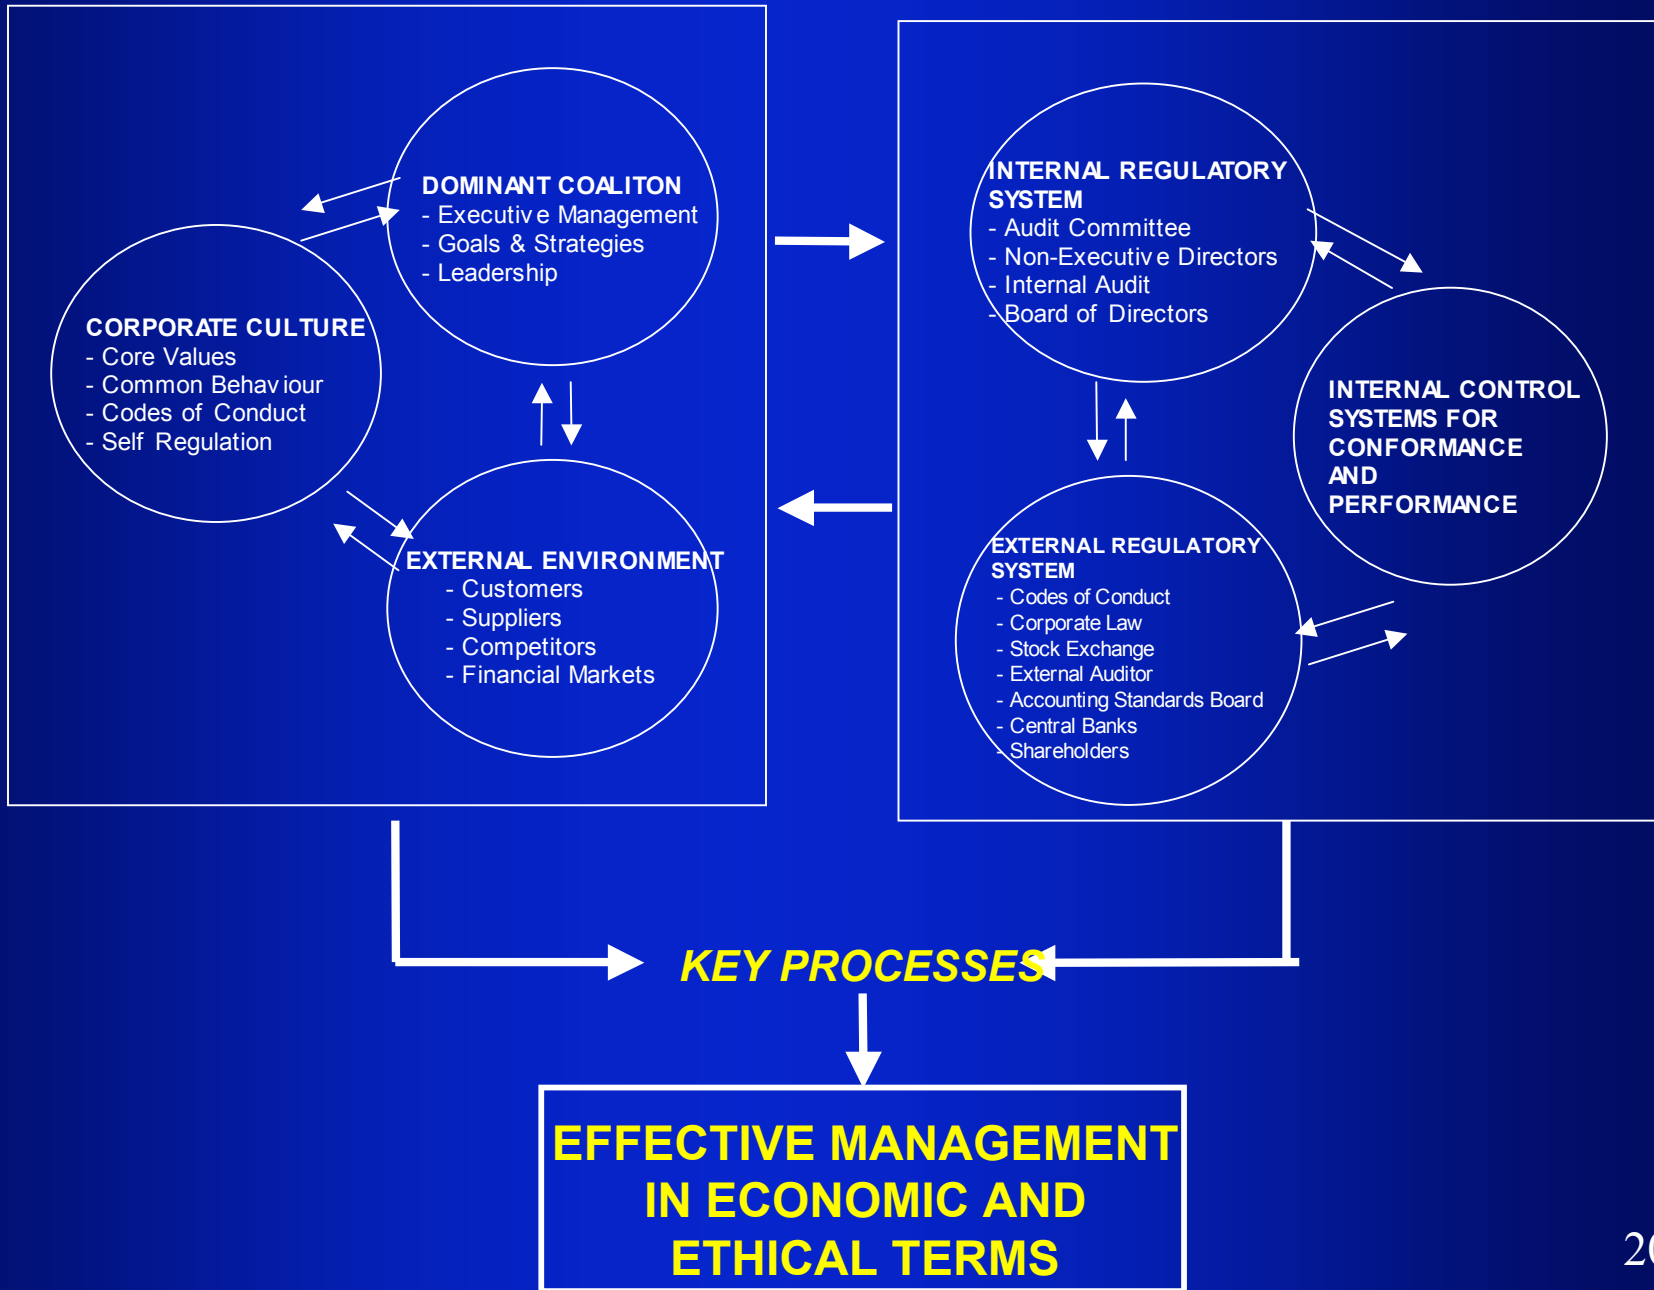 DOMINANT COALITON
- Executive Management
- Goals & Strategies
- Leadership
CORPORATE CULTURE
- Core Values
- Common Behaviour
- Codes of Conduct
- Self Regulation
EXTERNAL ENVIRONMENT
- Customers
- Suppliers
- Competitors
- Financial Markets
INTERNAL REGULATORY
SYSTEM
- Audit Committee
- Non-Executive Directors
- Internal Audit
- Board of Directors
INTERNAL CONTROL
SYSTEMS FOR
CONFORMANCE
AND
PERFORMANCE
EXTERNAL REGULATORY
SYSTEM
- Codes of Conduct
- Corporate Law
- Stock Exchange
- External Auditor
- Accounting Standards Board
- Central Banks
- Shareholders
KEY PROCESSES
EFFECTIVE MANAGEMENT
IN ECONOMIC AND
ETHICAL TERMS